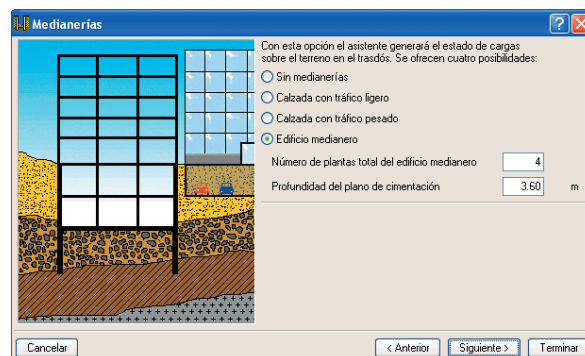 Medianerías
Con esta opción el asistente generará el estado de cargas
sobre el terreno en el trasdós. Se ofrecen cuatro posibilidades:
Sin medianerías
Calzada con tráfico ligero
Calzada con tráfico pesado
Edificio medianero
Número de plantas total del edificio medianero 4
Profundidad del plano de cimentación 3.60 m
Cancelar < Anterior Siguiente > Terminar